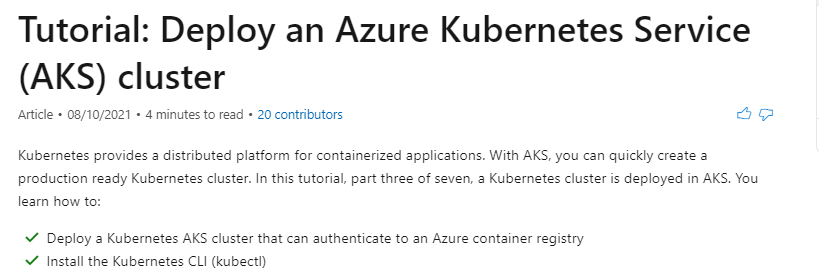 Tutorial: Deploy an Azure Kubernetes Service
(AKS) cluster
Article • 08/10/2021 • 4 minutes to read • 20 contributors
Kubernetes provides a distributed platform for containerized applications. With AKS, you can quickly create a
production ready Kubernetes cluster. In this tutorial, part three of seven, a Kubernetes cluster is deployed in AKS. You
learn how to:
Deploy a Kubernetes AKS cluster that can authenticate to an Azure container registry
Install the Kubernetes CLI (kubectl)